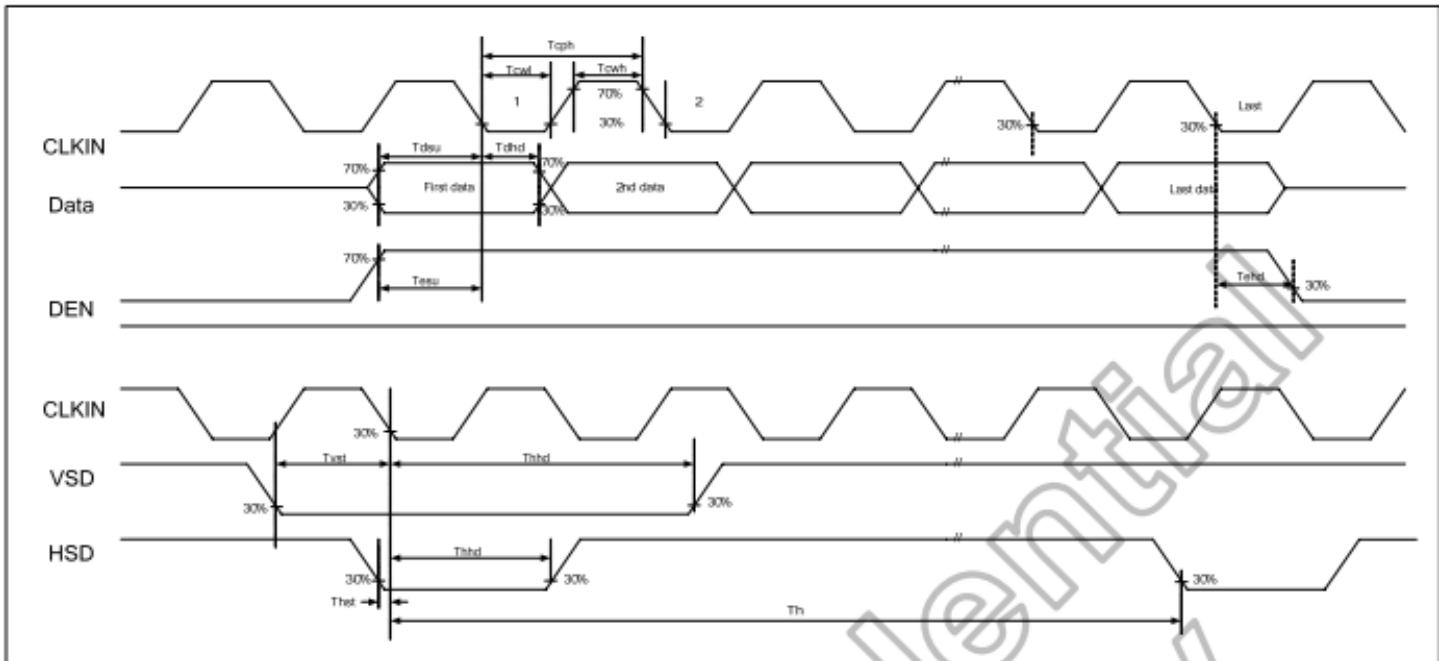 Tcph
Tcwl
Tcwh
1
70%
2
Last
30%
30%
30%
CLKIN
Tdsu
Tdhd
70%
70%
First data
2nd data
Last dat
Data
30%
30%
70%
Tesu
Tehd
30%
DEN
CLKIN
30%
Tvst
Thhd
VSD
30%
30%
HSD
Thhd
30%
30%
30%
Thst
Th
lential